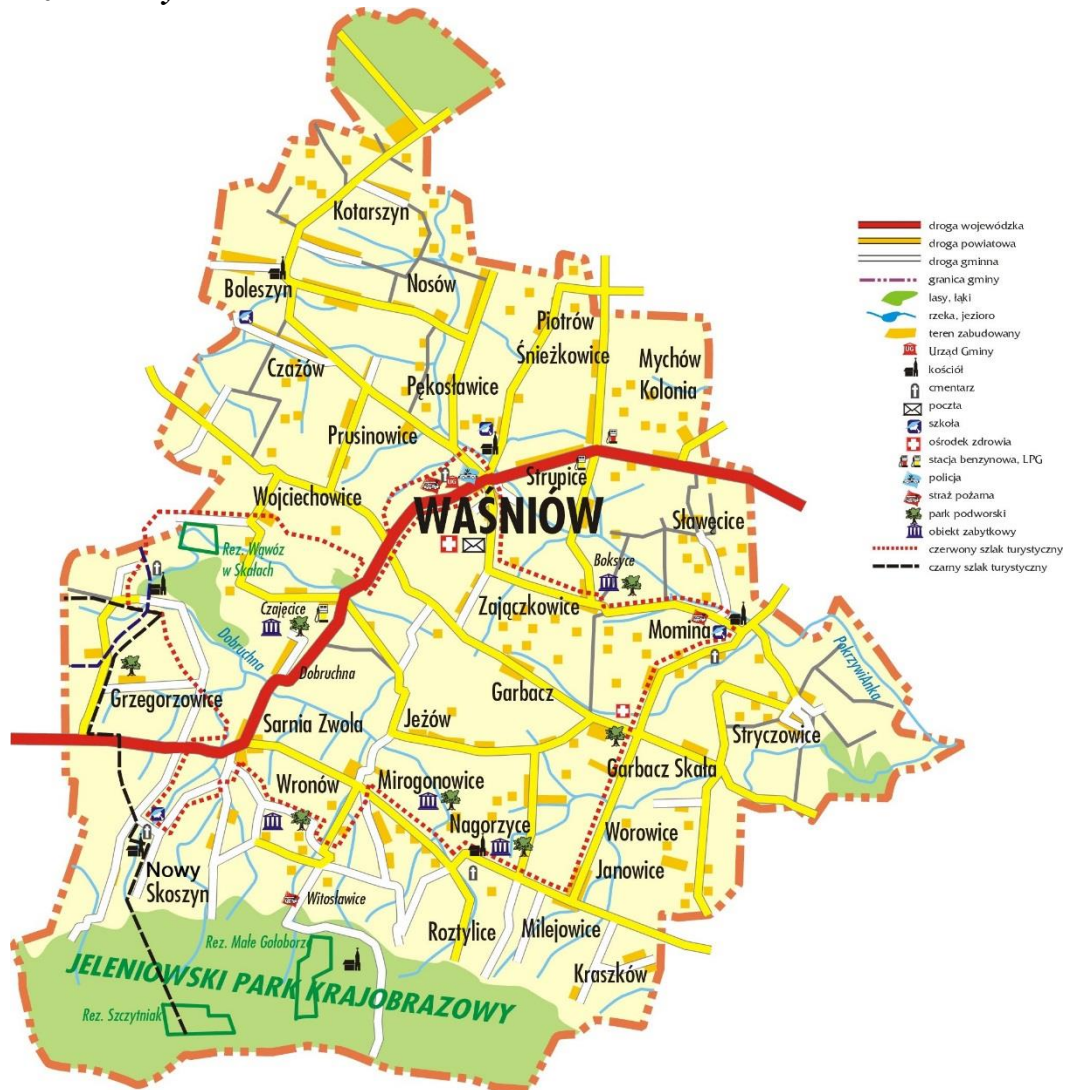 Kotarszyn
Boleszyn
Nosów
Piotrów
Śnieżkowice
Mychów
Kolonia
Czażów
Pękosławice
Prusinowice
Strupice
Wojciechowice
WAŚNIÓW
Sławęcice
Rez. Wąwóz
w Skałach
Boksyce
Czajęcice
Zajączkowice
Momina
Dobruchna
Dobruchna
PokrzywiAnka
Grzegorzowice
Garbacz
Sarnia Zwola
Jeżów
Stryczowice
Garbacz Skała
Wronów
Mirogonowice
Nagorzyce
Worowice
Janowice
Nowy
Skoszyn
Witosławice
Roztylice
Milejowice
Rez. Małe Gołoborze
Kraszków
JELENIOWSKI PARK KRAJOBRAZOWY
Rez. Szczytniak
droga wojewódzka
droga powiatowa
droga gminna
granica gminy
lasy, łąki
rzeka, jezioro
teren zabudowany
UG Urząd Gminy
kościół
cmentarz
poczta
szkoła
ośrodek zdrowia
stacja benzynowa, LPG
policja
straż pożarna
park podworski
obiekt zabytkowy
czerwony szlak turystyczny
czarny szlak turystyczny